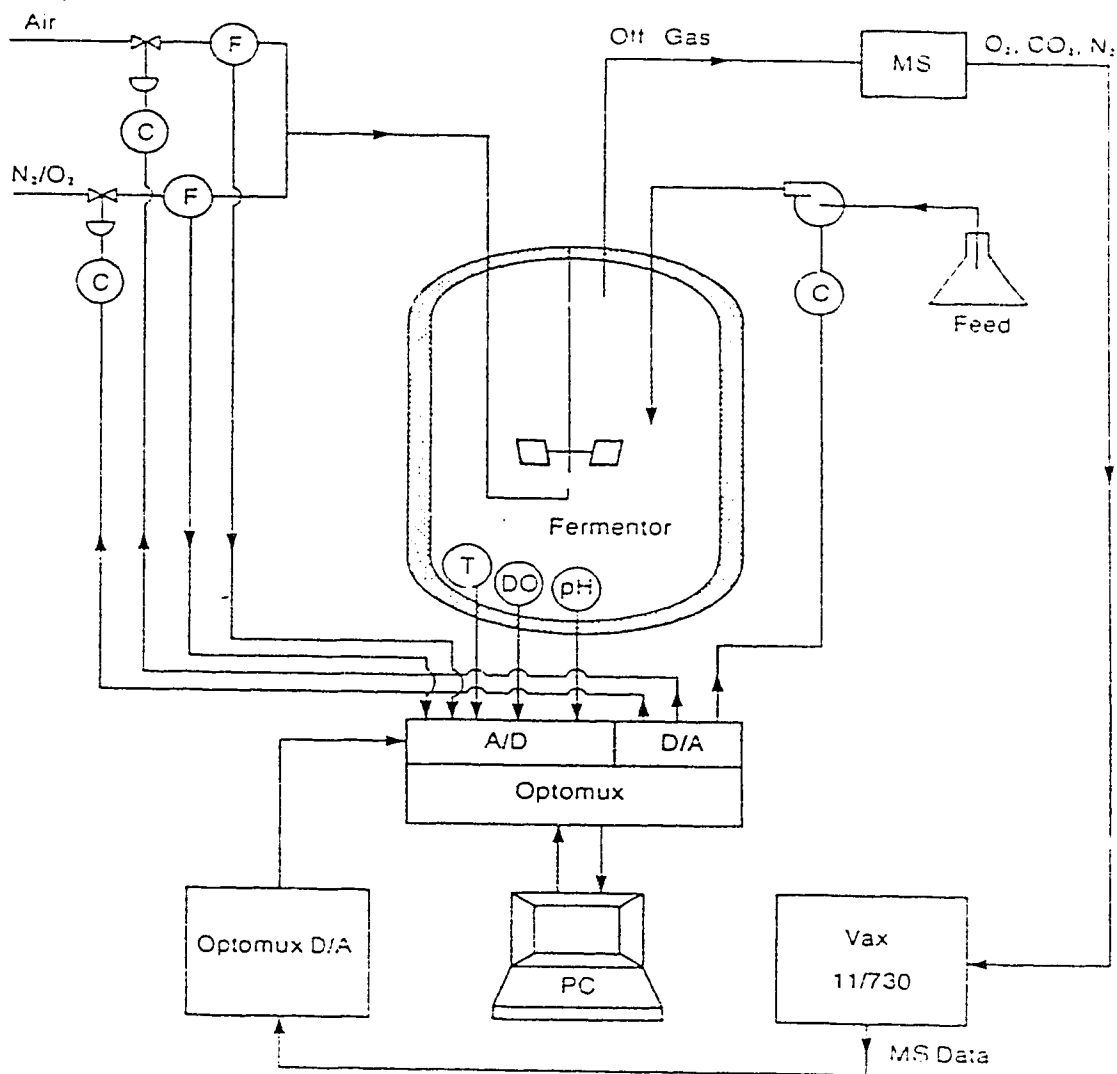 Air
F
Off Gas
MS
O₂, CO₂, N₂
C
N₂/O₂
F
C
C
Feed
Fermentor
T
DO
pH
A/D
D/A
Optomux
Optomux D/A
PC
Vax
11/730
MS Data